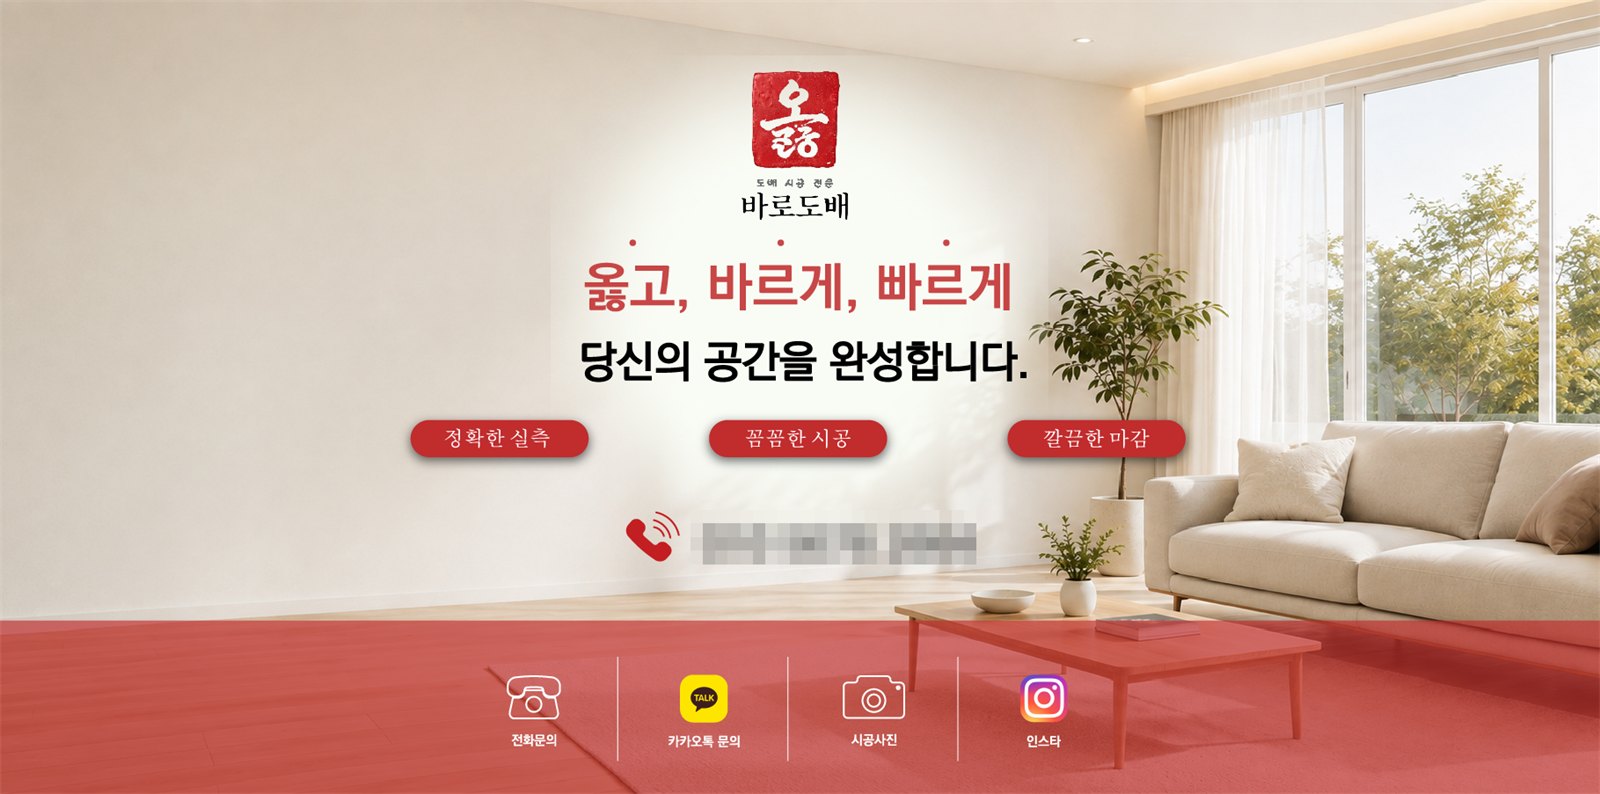 옳
도배 시공 전문
바로도배
옳고, 바르게, 빠르게
당신의 공간을 완성합니다.
정확한 실측
꼼꼼한 시공
깔끔한 마감
TALK
전화문의
카카오톡 문의
시공사진
인스타